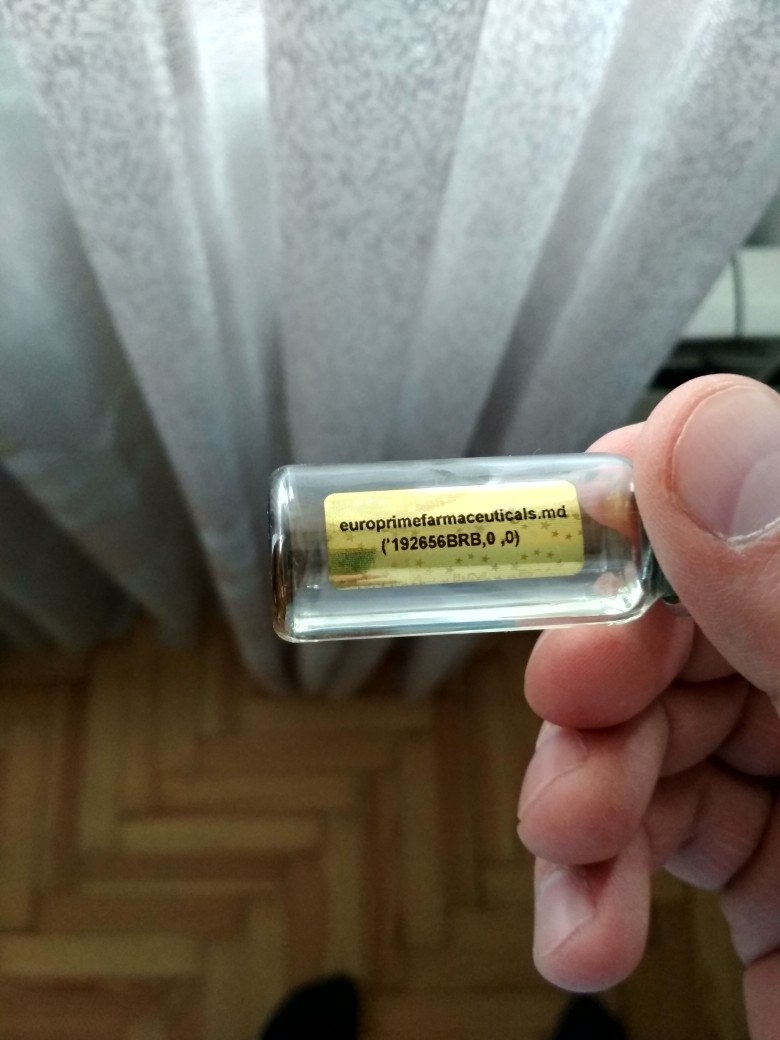 europrimefarmaceuticals.md
('192656BRB,0 ,0)